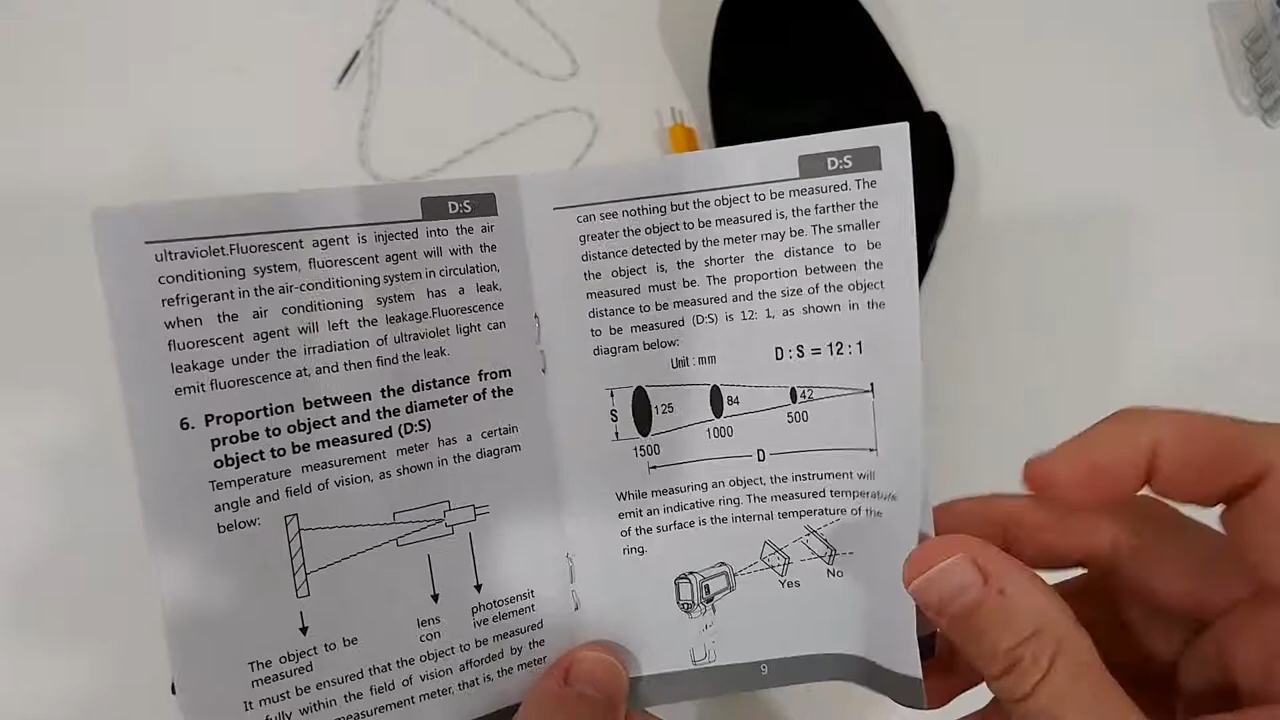 D:S
ultraviolet.Fluorescent agent is injected into the air
conditioning system, fluorescent agent will with the
refrigerant in the air-conditioning system in circulation,
when the air conditioning system has a leak,
fluorescent agent will left the leakage.Fluorescence
leakage under the irradiation of ultraviolet light can
emit fluorescence at, and then find the leak.
6. Proportion between the distance from
probe to object and the diameter of the
object to be measured (D:S)
Temperature measurement meter has a certain
angle and field of vision, as shown in the diagram
below:
The object to be
measured
lens
con
photosensit
ive element
It must be ensured that the object to be measured
fully within the field of vision afforded by the
measurement meter, that is, the meter
D:S
can see nothing but the object to be measured. The
greater the object to be measured is, the farther the
distance detected by the meter may be. The smaller
the object is, the shorter the distance to be
measured must be. The proportion between the
distance to be measured and the size of the object
to be measured (D:S) is 12: 1, as shown in the
diagram below:
Unit : mm
D : S = 12 : 1
S
125
84
42
1500
1000
500
D
While measuring an object, the instrument will
emit an indicative ring. The measured temperature
of the surface is the internal temperature of the
ring.
Yes
No
9